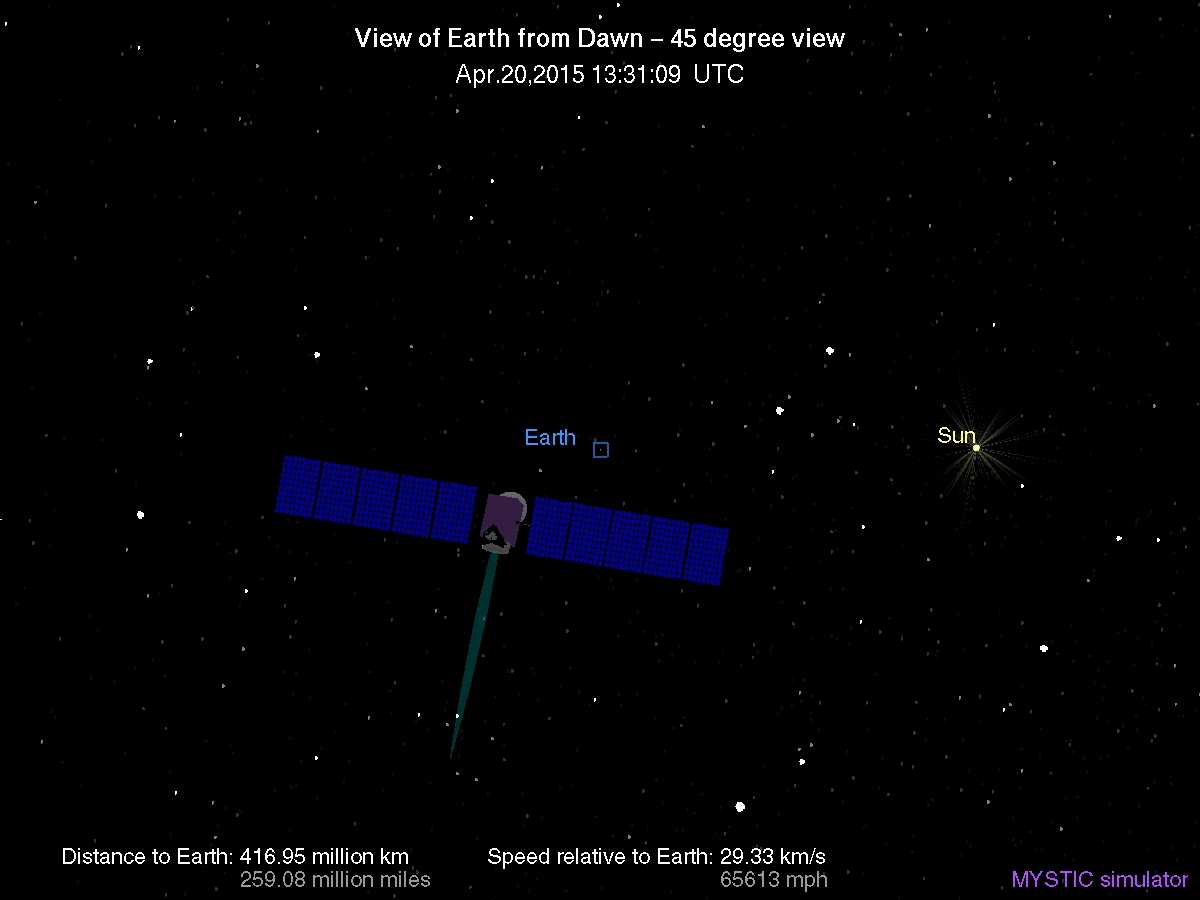 View of Earth from Dawn – 45 degree view
Apr.20,2015 13:31:09 UTC
Earth
Sun
Distance to Earth: 416.95 million km
259.08 million miles
Speed relative to Earth: 29.33 km/s
65613 mph
MYSTIC simulator